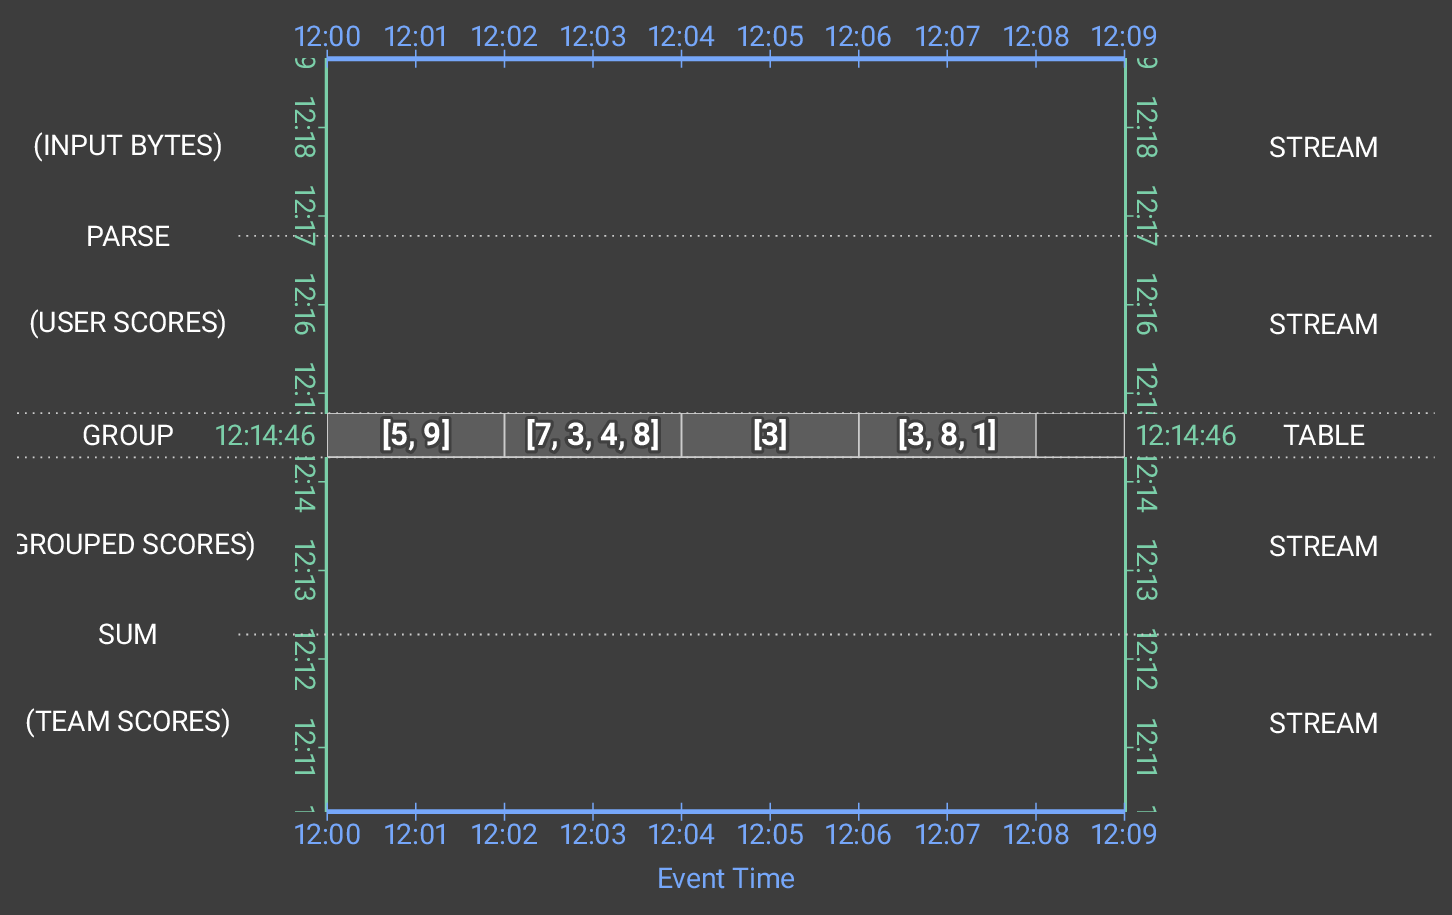 12:00 12:01 12:02 12:03 12:04 12:05 12:06 12:07 12:08 12:09
9 9
12:18 12:18
(INPUT BYTES) STREAM
12:17 12:17
PARSE
12:16 12:16
(USER SCORES) STREAM
12:1 12:1
GROUP 12:14:46 [5, 9] [7, 3, 4, 8] [3] [3, 8, 1] 12:14:46 TABLE
12:14 12:14
GROUPED SCORES) STREAM
12:13 12:13
SUM
12:12 12:12
(TEAM SCORES) STREAM
12:11 12:11
12:00 12:01 12:02 12:03 12:04 12:05 12:06 12:07 12:08 12:09
Event Time